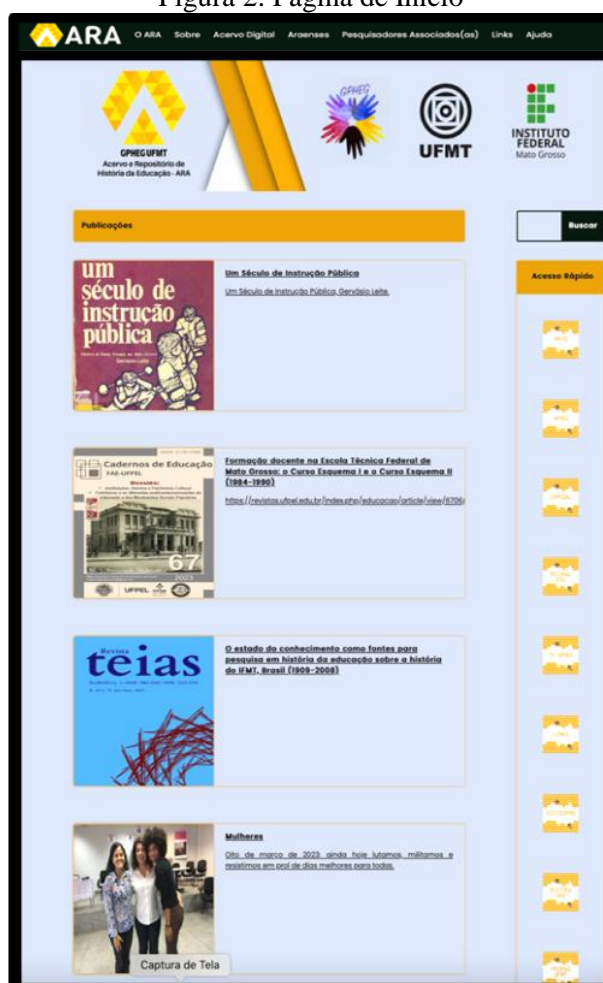 Figura 2: Página de Início
ARA O ARA Sobre Acervo Digital Araenses Pesquisadores Associados(as) Links Ajuda
GPHEG UFMT
Acervo e Repositório de
História da Educação - ARA
GPHEG
UFMT
INSTITUTO
FEDERAL
Mato Grosso
Publicações
Buscar
Acesso Rápido
um
século de
instrução
pública
Gervásio Leite
Um Século de Instrução Pública
Um Século de Instrução Pública, Gervásio Leite.
Cadernos de Educação
FAE-UFPEL
Dossiês:
67
2023
UFPEL
Formação docente na Escola Técnica Federal de
Mato Grosso: o Curso Esquema I e o Curso Esquema II
(1984-1990)
https://revistas.ufpel.edu.br/index.php/educacao/article/view/6706
Revista
teias
O estado do conhecimento como fontes para
pesquisa em história da educação sobre a história
do IFMT, Brasil (1909-2008)
Mulheres
Oito de março de 2023 ainda hoje lutamos, militamos e
resistimos em prol de dias melhores para todas.
Captura de Tela